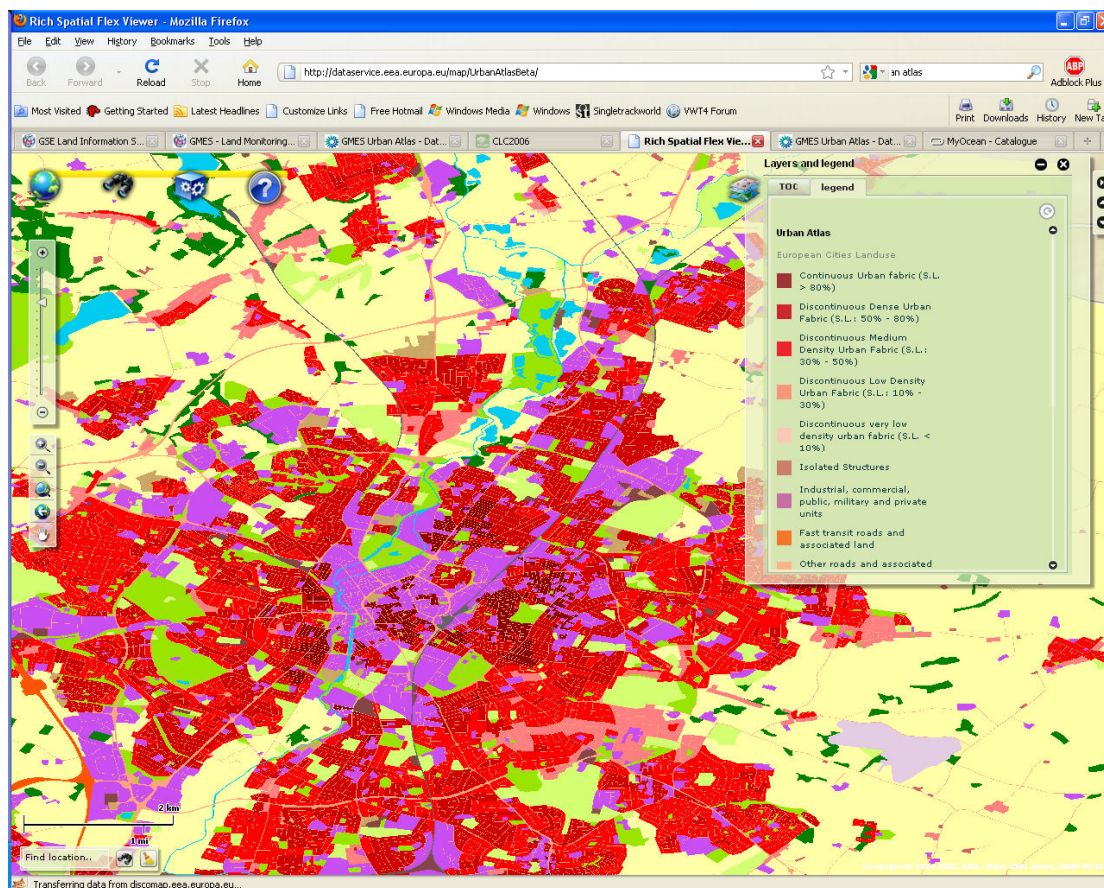 Rich Spatial Flex Viewer - Mozilla Firefox
File Edit View History Bookmarks Tools Help
Back Forward Reload Stop Home http://dataservice.eea.europa.eu/map/UrbanAtlasBeta/ an atlas Adblock Plus
Most Visited Getting Started Latest Headlines Customize Links Free Hotmail Windows Media Windows Singletrackworld VWT4 Forum Print Downloads History New Ta
GSE Land Information S... GMES - Land Monitoring... GMES Urban Atlas - Dat... CLC2006 Rich Spatial Flex Vie... GMES Urban Atlas - Dat... MyOcean - Catalogue
Layers and legend
TOC legend
Urban Atlas
European Cities Landuse
Continuous Urban fabric (S.L.
> 80%)
Discontinuous Dense Urban
Fabric (S.L.: 50% - 80%)
Discontinuous Medium
Density Urban Fabric (S.L.:
30% - 50%)
Discontinuous Low Density
Urban Fabric (S.L.: 10% -
30%)
Discontinuous very low
density urban fabric (S.L. <
10%)
Isolated Structures
Industrial, commercial,
public, military and private
units
Fast transit roads and
associated land
Other roads and associated
2 km
1 mi
Find location..
Transferring data from discomap.eea.europa.eu...